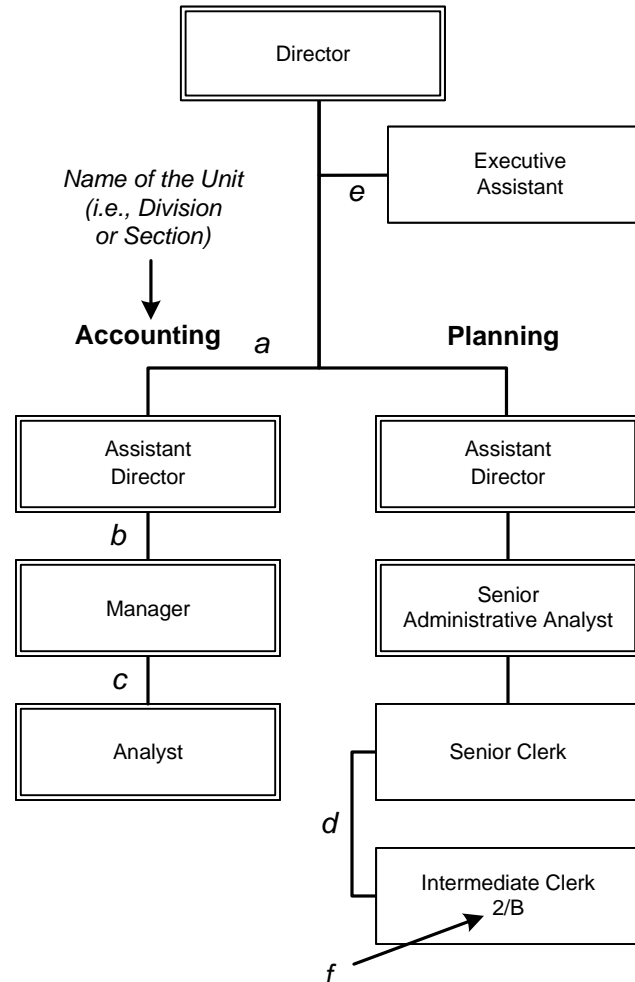 Director
Executive
Assistant
e
Name of the Unit
(i.e., Division
or Section)
Accounting
a
Planning
Assistant
Director
Assistant
Director
b
Manager
Senior
Administrative Analyst
c
Analyst
Senior Clerk
d
Intermediate Clerk
2/B
f